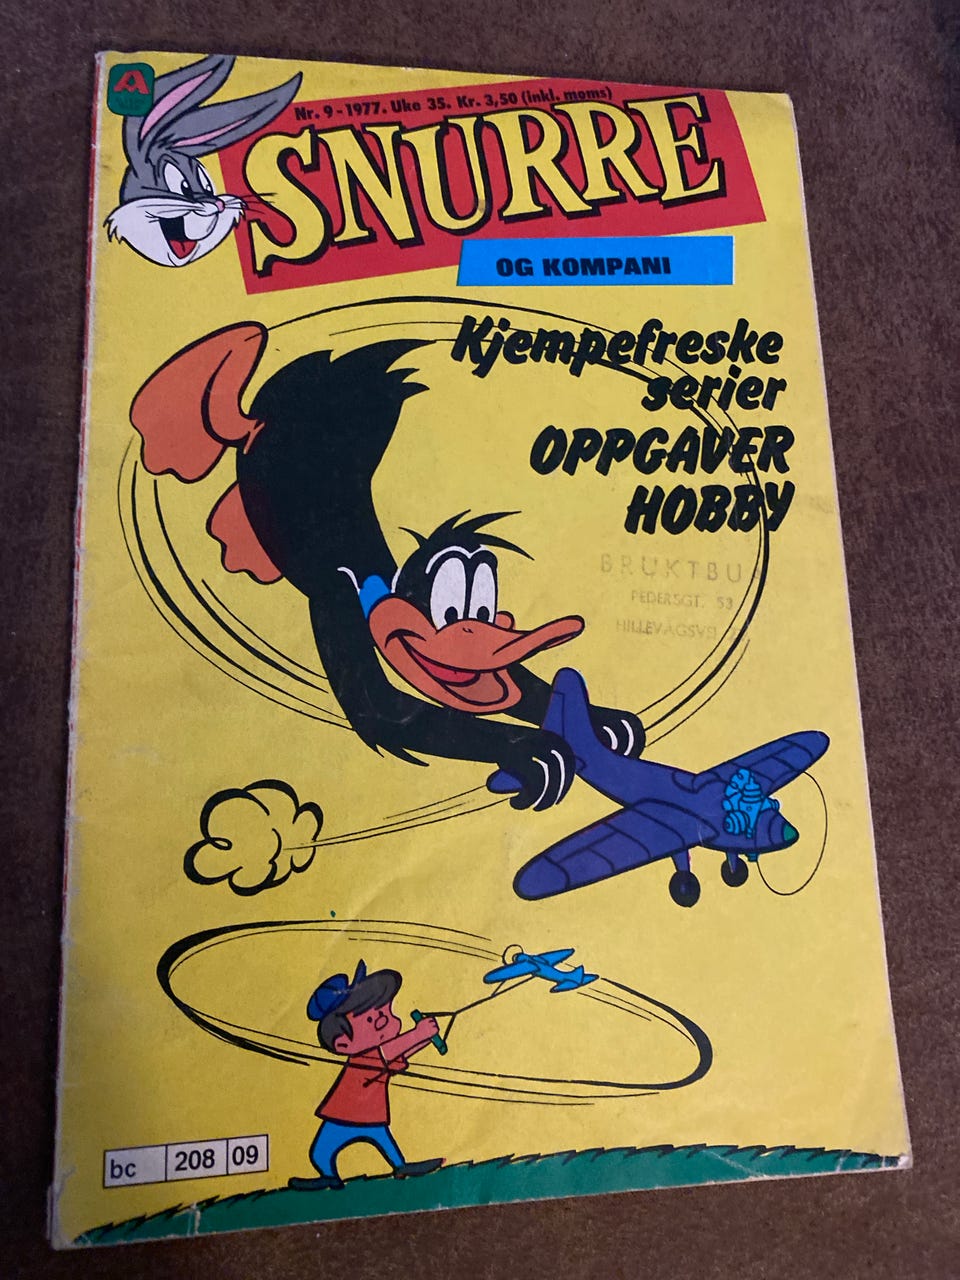 A
Nr. 9 - 1977. Uke 35. Kr. 3,50 (inkl. moms)
SNURRE
OG KOMPANI
Kjempefreske
serier
OPPGAVER
HOBBY
BRUKTBU
PEDERSGT. 53
bc 208 09